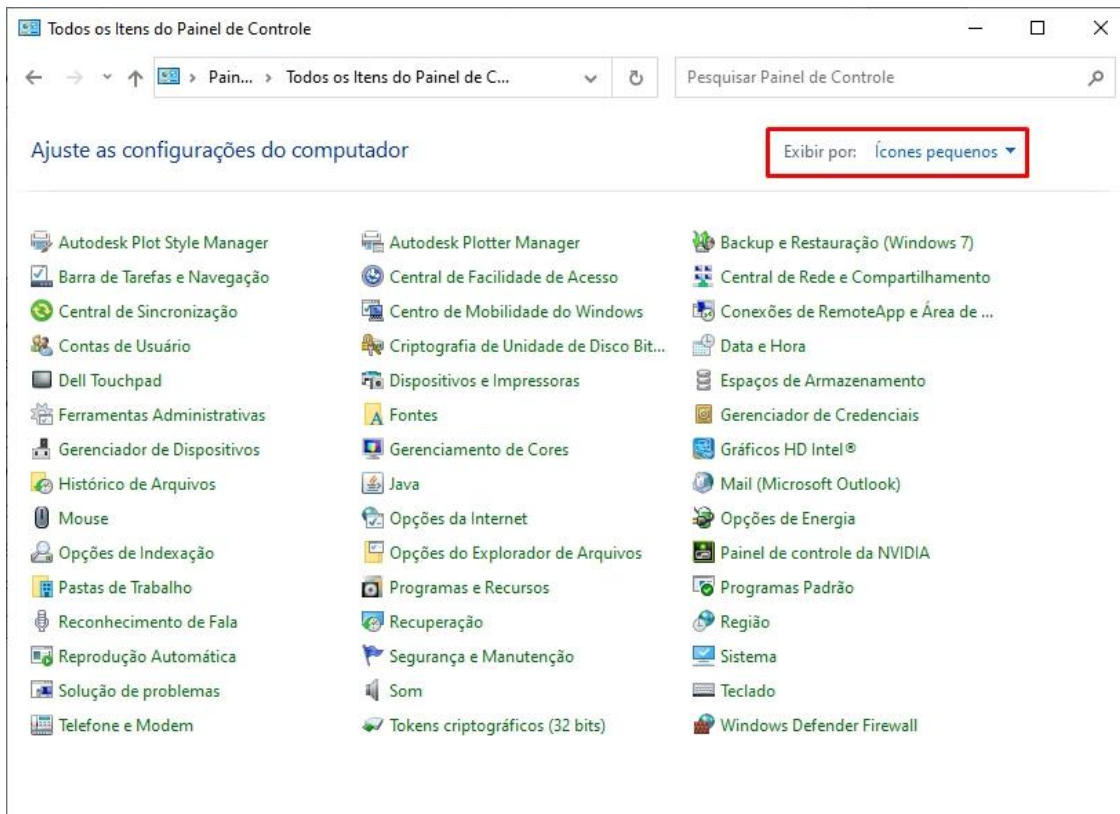 Todos os Itens do Painel de Controle
Pain... > Todos os Itens do Painel de C...
Pesquisar Painel de Controle
Ajuste as configurações do computador
Exibir por: Ícones pequenos
Autodesk Plot Style Manager
Autodesk Plotter Manager
Backup e Restauração (Windows 7)
Barra de Tarefas e Navegação
Central de Facilidade de Acesso
Central de Rede e Compartilhamento
Central de Sincronização
Centro de Mobilidade do Windows
Conexões de RemoteApp e Área de ...
Contas de Usuário
Criptografia de Unidade de Disco Bit...
Data e Hora
Dell Touchpad
Dispositivos e Impressoras
Espaços de Armazenamento
Ferramentas Administrativas
Fontes
Gerenciador de Credenciais
Gerenciador de Dispositivos
Gerenciamento de Cores
Gráficos HD Intel®
Histórico de Arquivos
Java
Mail (Microsoft Outlook)
Mouse
Opções da Internet
Opções de Energia
Opções de Indexação
Opções do Explorador de Arquivos
Painel de controle da NVIDIA
Pastas de Trabalho
Programas e Recursos
Programas Padrão
Reconhecimento de Fala
Recuperação
Região
Reprodução Automática
Segurança e Manutenção
Sistema
Solução de problemas
Som
Teclado
Telefone e Modem
Tokens criptográficos (32 bits)
Windows Defender Firewall